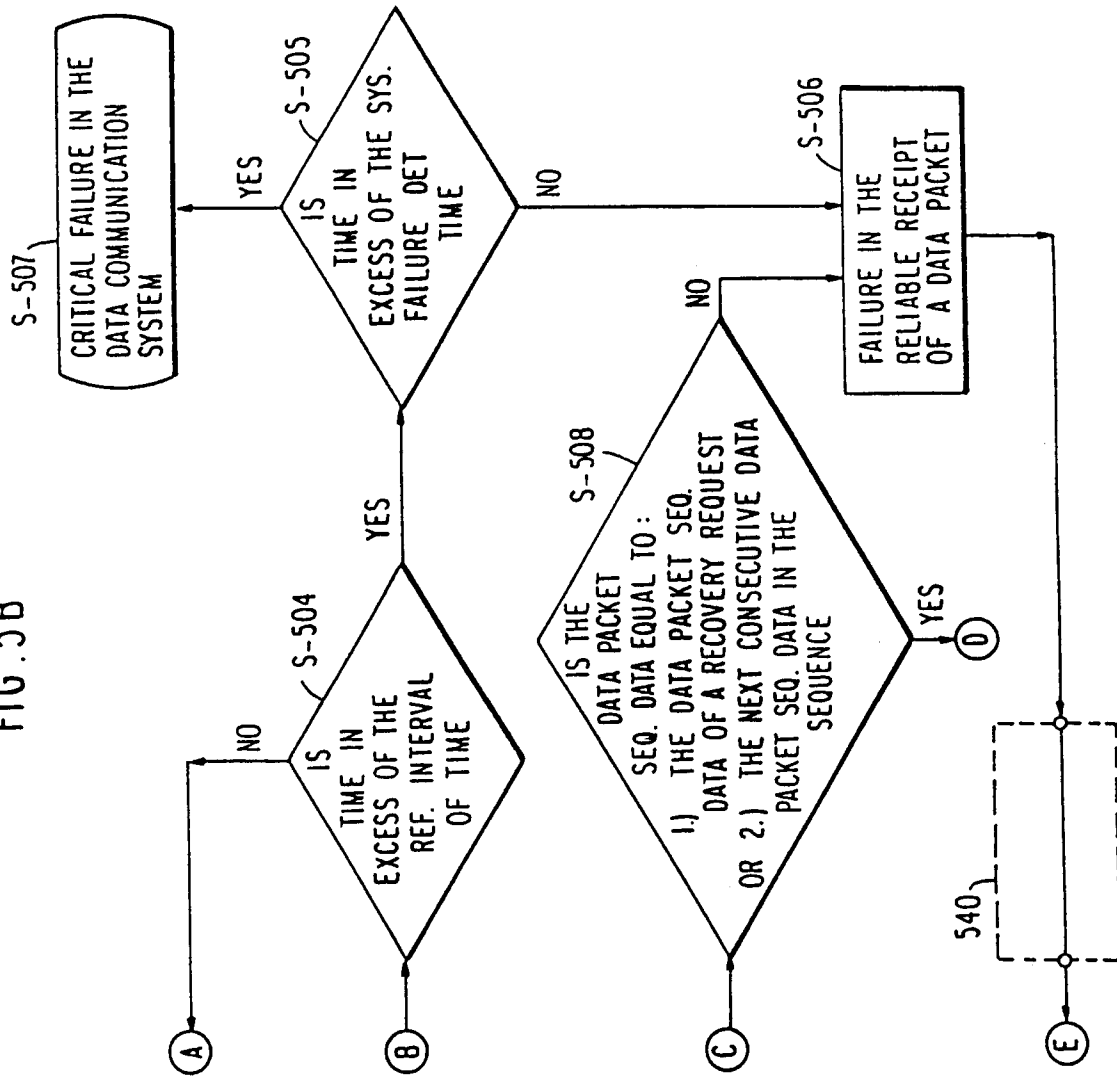 FIG. 5B
S-507
CRITICAL FAILURE IN THE
DATA COMMUNICATION
SYSTEM
YES
S-505
IS
TIME IN
EXCESS OF THE SYS.
FAILURE DET
TIME
NO
A
NO
S-504
IS
TIME IN
EXCESS OF THE
REF. INTERVAL
OF TIME
YES
B
S-508
IS THE
DATA PACKET
SEQ. DATA EQUAL TO:
1.) THE DATA PACKET SEQ.
DATA OF A RECOVERY REQUEST
OR 2.) THE NEXT CONSECUTIVE DATA
PACKET SEQ. DATA IN THE
SEQUENCE
NO
YES
C
D
S-506
FAILURE IN THE
RELIABLE RECEIPT
OF A DATA PACKET
540
E